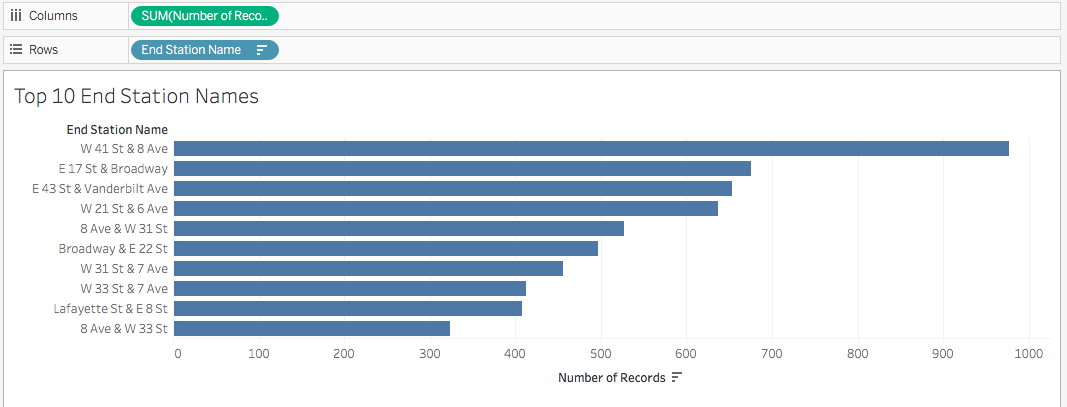 Columns SUM(Number of Reco..
Rows End Station Name
Top 10 End Station Names
End Station Name
W 41 St & 8 Ave
E 17 St & Broadway
E 43 St & Vanderbilt Ave
W 21 St & 6 Ave
8 Ave & W 31 St
Broadway & E 22 St
W 31 St & 7 Ave
W 33 St & 7 Ave
Lafayette St & E 8 St
8 Ave & W 33 St
0 100 200 300 400 500 600 700 800 900 1000
Number of Records